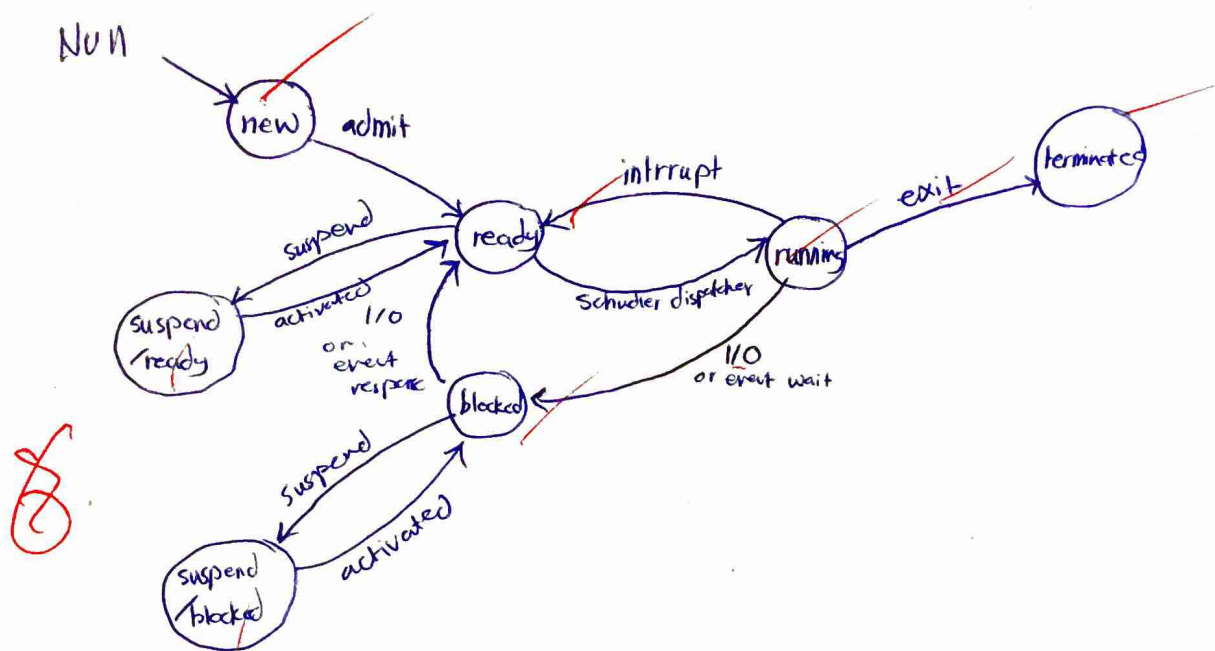 Nun
new
admit
intrrupt
terminated
exit
suspend
ready
running
activated
Schudler dispatcher
suspend
/ready
I/O
or
event
respone
I/O
or event wait
blocked
suspend
activated
suspend
/blocked
8